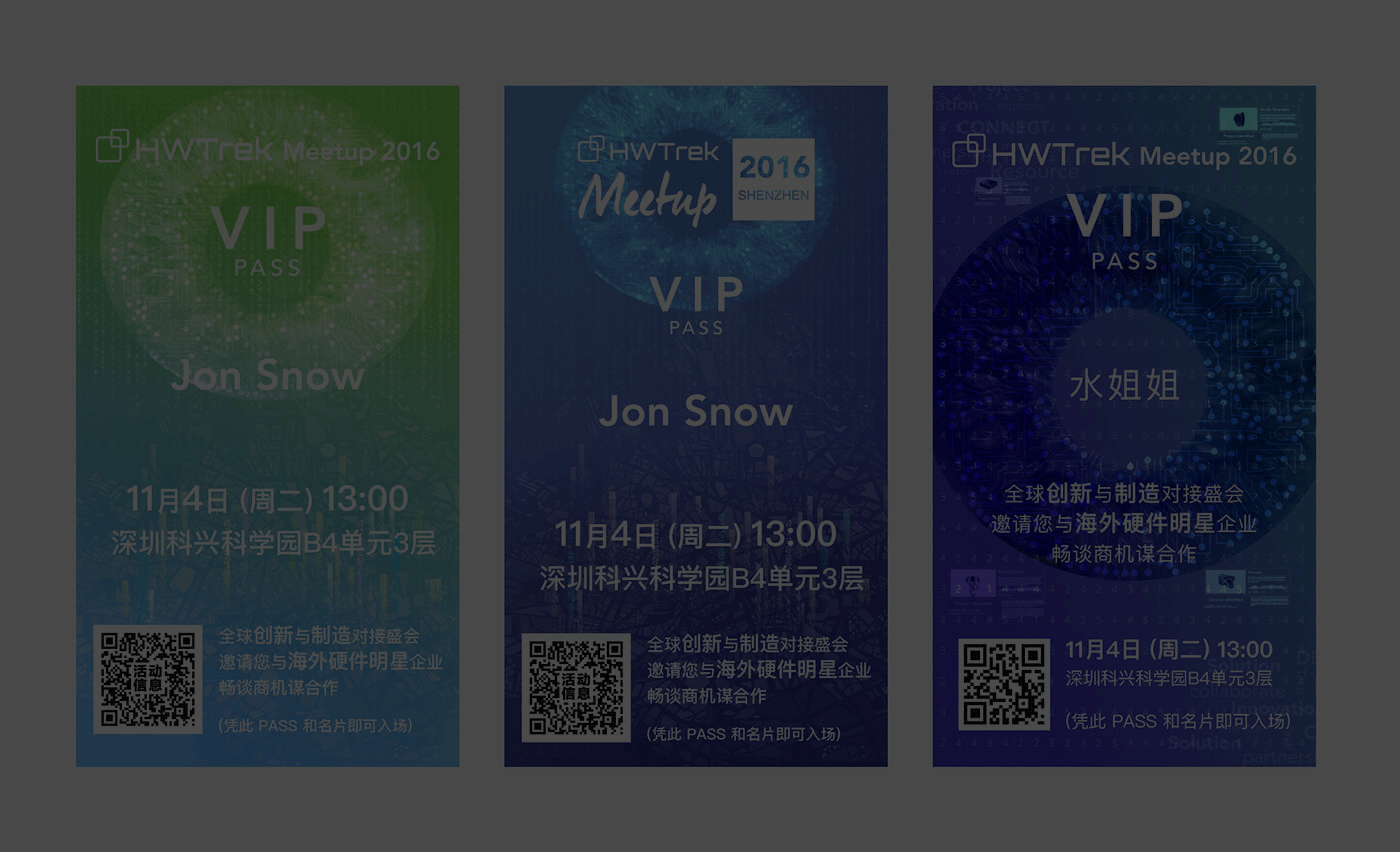 HWTrek Meetup 2016
VIP
PASS
Jon Snow
11月4日 (周二) 13:00
深圳科兴科学园B4单元3层
活动
信息
全球创新与制造对接盛会
邀请您与海外硬件明星企业
畅谈商机谋合作
(凭此 PASS 和名片即可入场)
HWTrek
Meetup
2016
SHENZHEN
VIP
PASS
Jon Snow
11月4日 (周二) 13:00
深圳科兴科学园B4单元3层
活动
信息
全球创新与制造对接盛会
邀请您与海外硬件明星企业
畅谈商机谋合作
(凭此 PASS 和名片即可入场)
Project
expertise
CONNECT
HWTrek Meetup 2016
Resource
VIP
PASS
水姐姐
全球创新与制造对接盛会
邀请您与海外硬件明星企业
畅谈商机谋合作
11月4日 (周二) 13:00
深圳科兴科学园B4单元3层
(凭此 PASS 和名片即可入场)
Solution
collaborate
Solution
partners